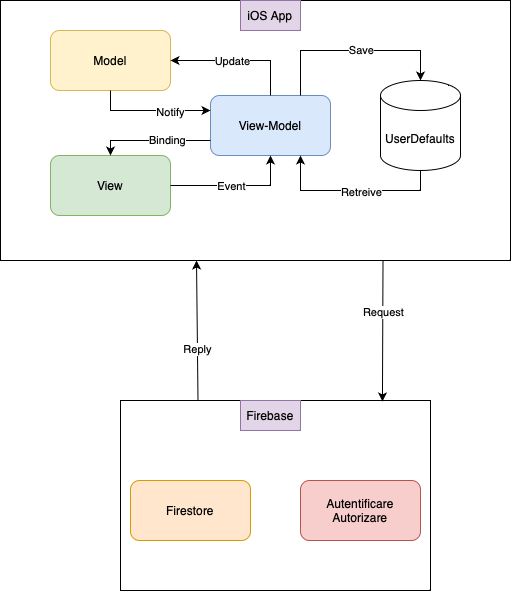 iOS App
Model
Update
Save
Notify
View-Model
UserDefaults
Binding
View
Event
Retreive
Request
Reply
Firebase
Firestore
Autentificare
Autorizare